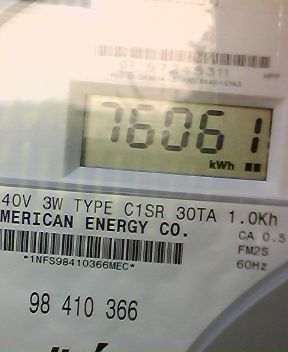 76061
kWh
40V 3W TYPE C1SR 30TA 1.0Kh
MERICAN ENERGY CO.
CA 0.5
FM2S
*1NFS98410366MEC*
60Hz
98 410 366